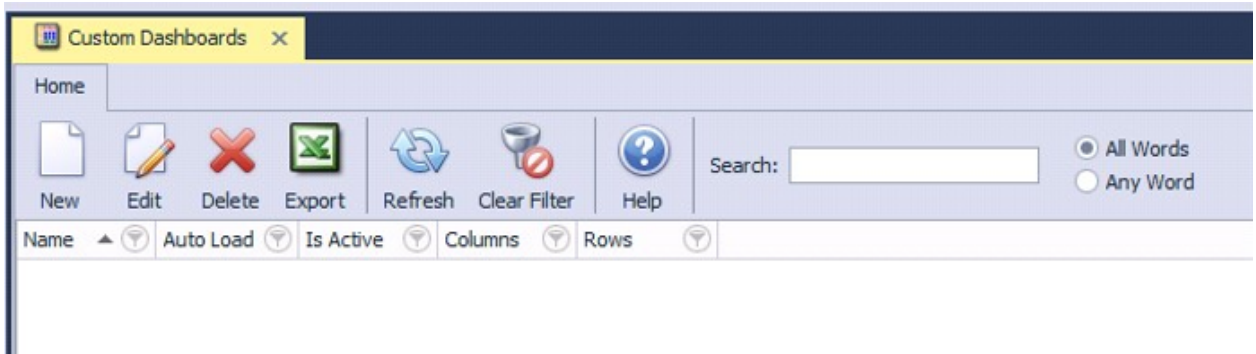 Custom Dashboards
Home
New Edit Delete Export Refresh Clear Filter Help Search: All Words
Any Word
Name Auto Load Is Active Columns Rows